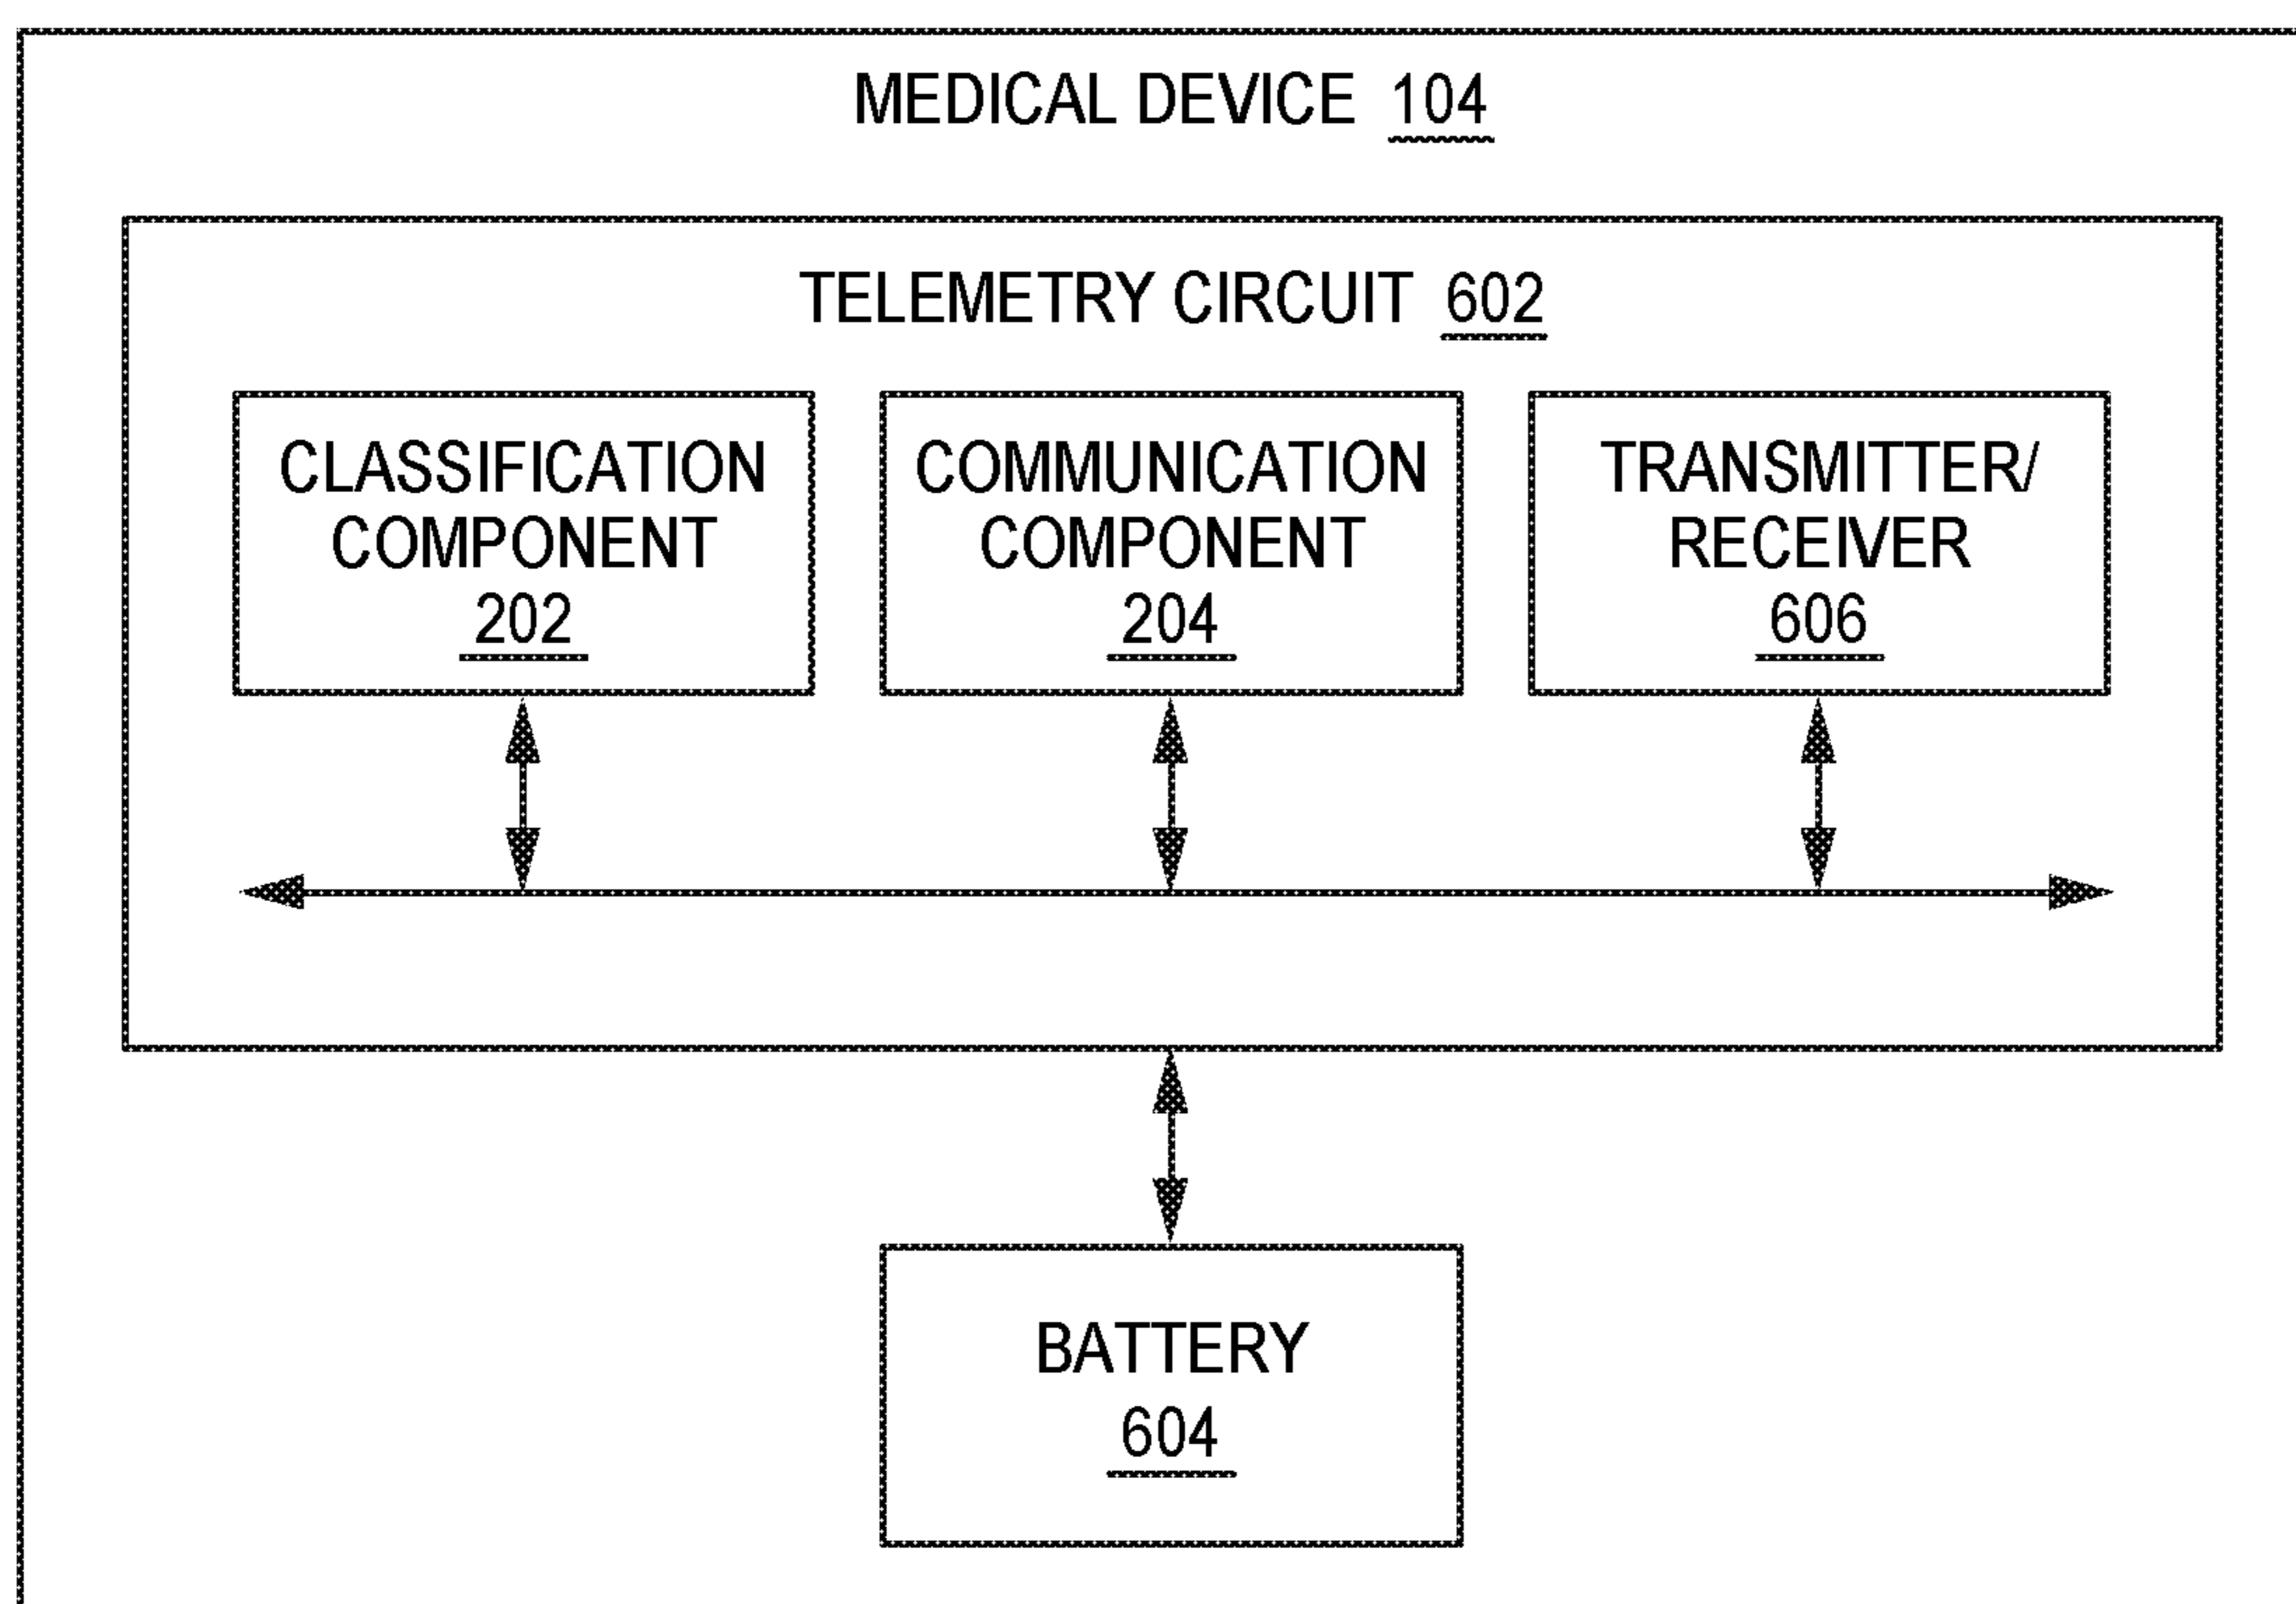 MEDICAL DEVICE 104
TELEMETRY CIRCUIT 602
CLASSIFICATION
COMPONENT
202
COMMUNICATION
COMPONENT
204
TRANSMITTER/
RECEIVER
606
BATTERY
604